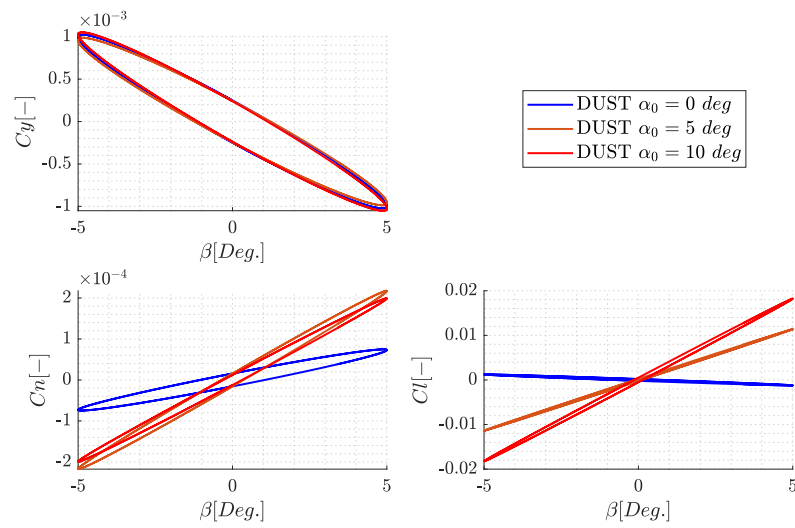 ×10⁻³
1
0.5
0
-0.5
-1
Cy[-]
-5
0
5
β[Deg.]
DUST α₀ = 0 deg
DUST α₀ = 5 deg
DUST α₀ = 10 deg
×10⁻⁴
2
1
0
-1
-2
Cn[-]
-5
0
5
β[Deg.]
0.02
0.01
0
-0.01
-0.02
Cl[-]
-5
0
5
β[Deg.]